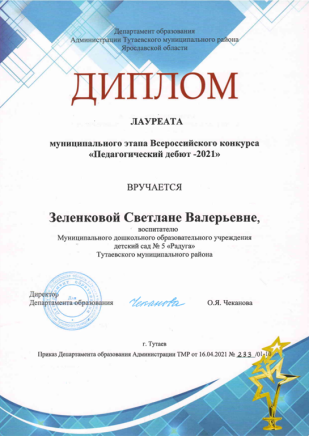 Департамент образования
Администрации Тутаевского муниципального района
Ярославской области
ДИПЛОМ
ЛАУРЕАТА
муниципального этапа Всероссийского конкурса
«Педагогический дебют -2021»
ВРУЧАЕТСЯ
Зеленковой Светлане Валерьевне,
воспитателю
Муниципального дошкольного образовательного учреждения
детский сад № 5 «Радуга»
Тутаевского муниципального района
Директор
Департамента образования
О.Я. Чеканова
г. Тутаев
Приказ Департамента образования Администрации ТМР от 16.04.2021 № 283 /01-10